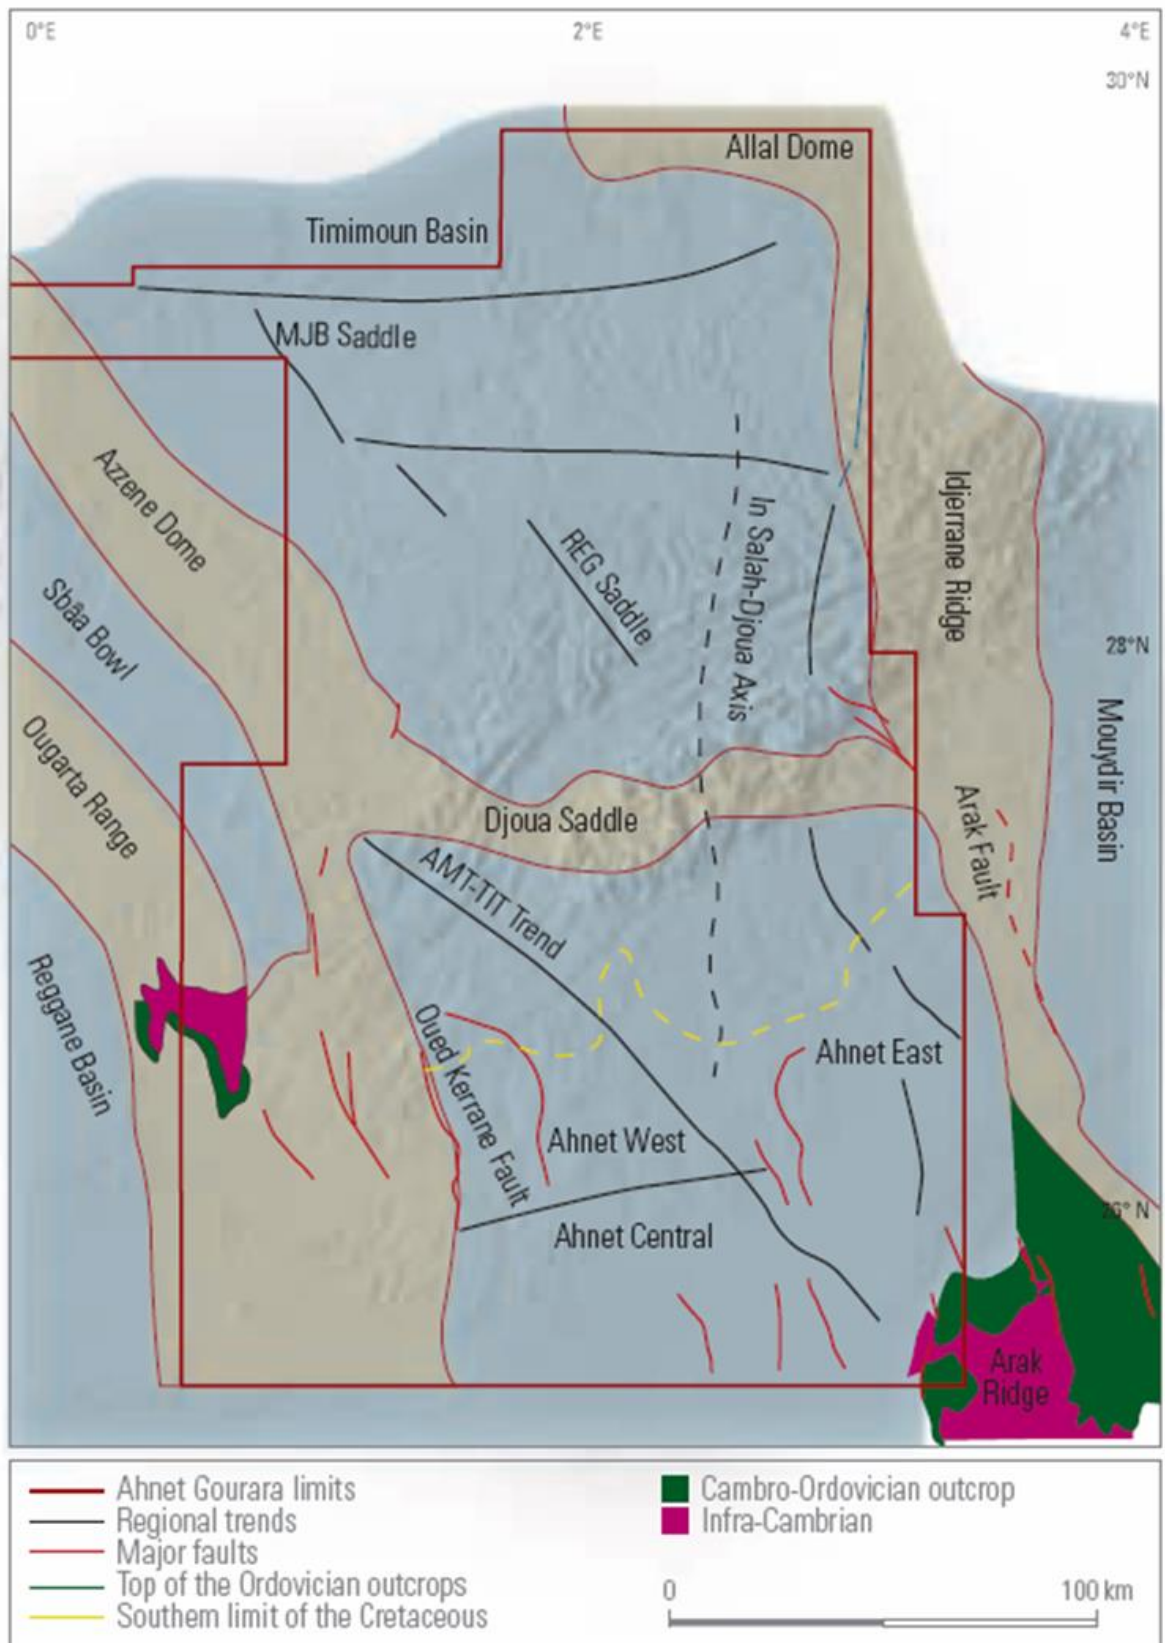 0°E
2°E
4°E
30°N
Allal Dome
Timimoun Basin
MJB Saddle
Azzene Dome
REG Saddle
In Salah-Djoua Axis
Idjerrane Ridge
Sbâa Bowl
28°N
Ougarta Range
Mouydir Basin
Djoua Saddle
Arak Fault
AMT-TIT Trend
Reggane Basin
Oued Kerrane Fault
Ahnet East
Ahnet West
26° N
Ahnet Central
Arak
Ridge
Ahnet Gourara limits
Regional trends
Major faults
Top of the Ordovician outcrops
Southem limit of the Cretaceous
Cambro-Ordovician outcrop
Infra-Cambrian
0
100 km